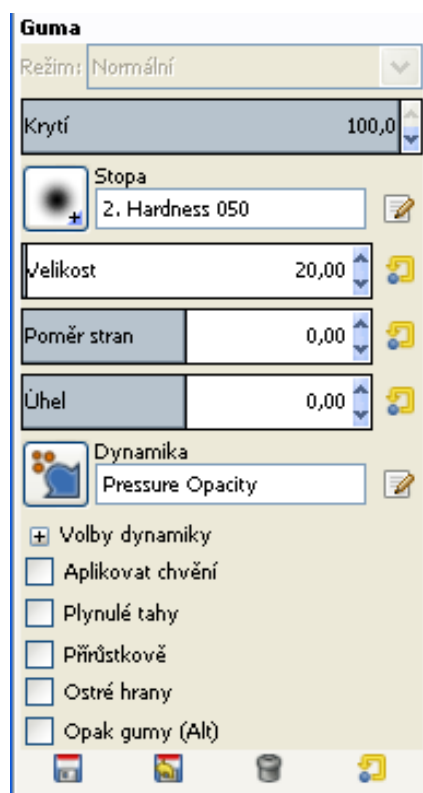 Guma
Režim: Normální
Krytí 100,0
Stopa
2. Hardness 050
Velikost 20,00
Poměr stran 0,00
Úhel 0,00
Dynamika
Pressure Opacity
Volby dynamiky
Aplikovat chvění
Plynulé tahy
Přírůstkově
Ostré hrany
Opak gumy (Alt)